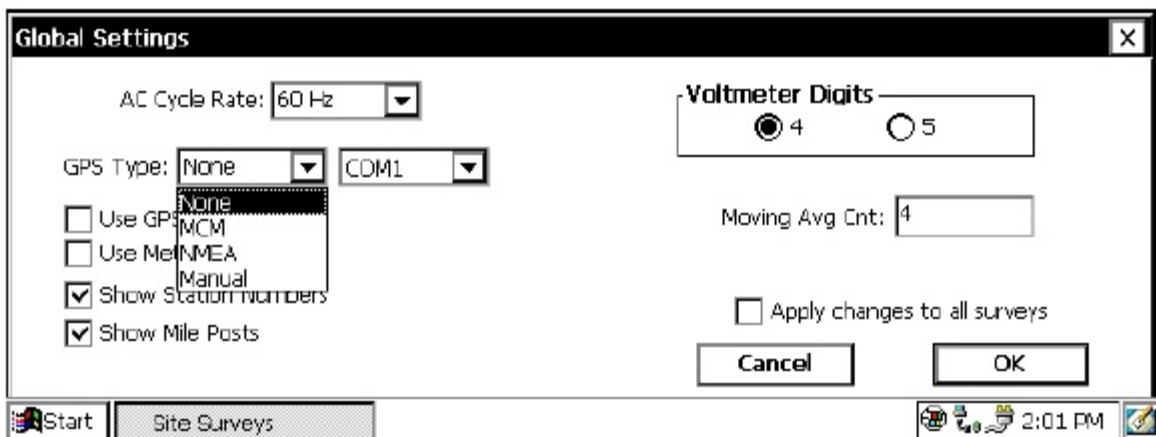 Global Settings
AC Cycle Rate: 60 Hz
Voltmeter Digits
4
5
GPS Type: None
COM1
None
MCM
NMEA
Manual
Use GPS
Use
Moving Avg Cnt: 4
Show Station Numbers
Show Mile Posts
Apply changes to all surveys
Cancel
OK
Start
Site Surveys
2:01 PM